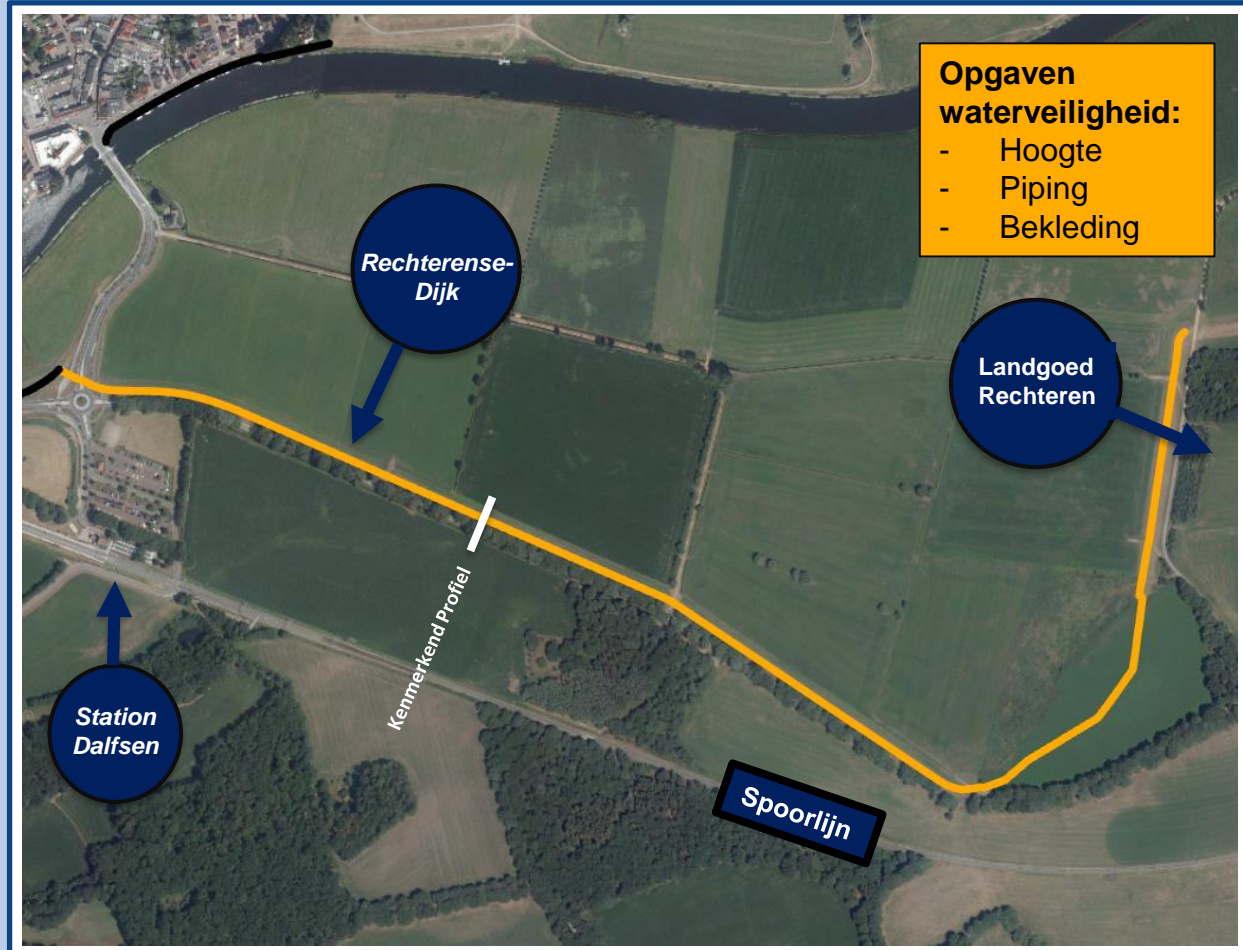 Opgaven
waterveiligheid:
- Hoogte
- Piping
- Bekleding
Rechterense-
Dijk
Landgoed
Rechteren
Kenmerkend Profiel
Station
Dalfsen
Spoorlijn